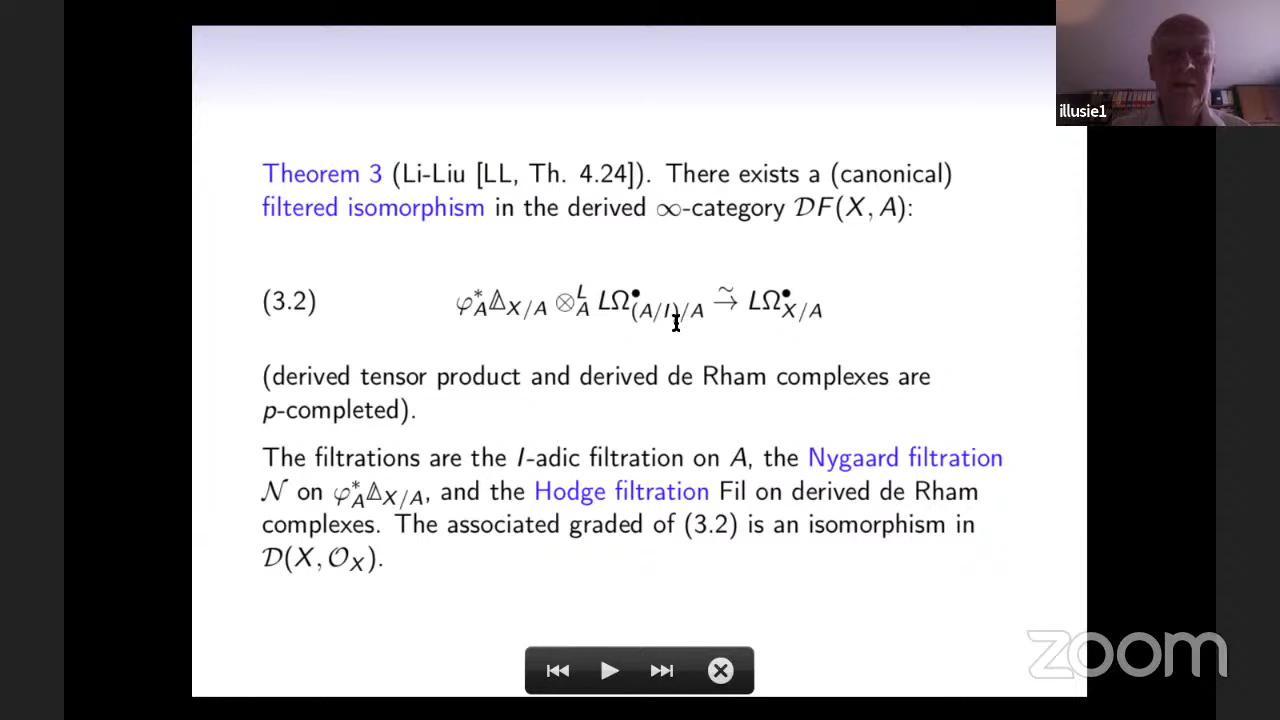 illusie1
Theorem 3 (Li-Liu [LL, Th. 4.24]). There exists a (canonical)
filtered isomorphism in the derived ∞-category 𝒟F(X, A):
(3.2) φ*_A 𝚫_{X/A} ⊗^L_A LΩ^•_{(A/I)/A} →̃ LΩ^•_{X/A}
(derived tensor product and derived de Rham complexes are
p-completed).
The filtrations are the I-adic filtration on A, the Nygaard filtration
𝒩 on φ*_A 𝚫_{X/A}, and the Hodge filtration Fil on derived de Rham
complexes. The associated graded of (3.2) is an isomorphism in
𝒟(X, 𝒪_X).
zoom